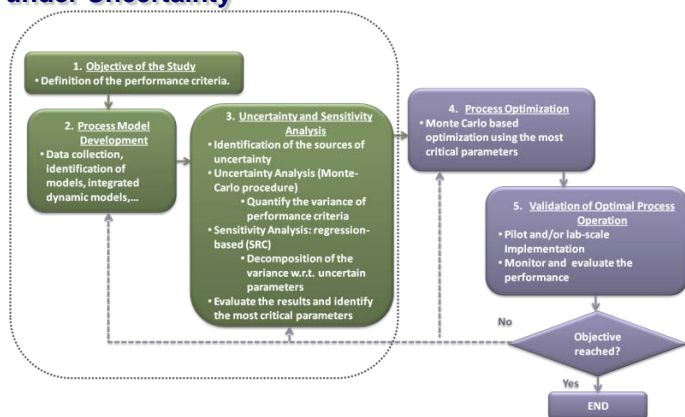 under Uncertainty
1. Objective of the Study
• Definition of the performance criteria.
2. Process Model
Development
• Data collection,
identification of
models, integrated
dynamic models,...
3. Uncertainty and Sensitivity
Analysis
• Identification of the sources of
uncertainty
• Uncertainty Analysis (Monte-
Carlo procedure)
• Quantify the variance of
performance criteria
• Sensitivity Analysis: regression-
based (SRC)
• Decomposition of
the variance w.r.t. uncertain
parameters
• Evaluate the results and identify
the most critical parameters
4. Process Optimization
• Monte Carlo based
optimization using the most
critical parameters
5. Validation of Optimal Process
Operation
• Pilot and/or lab-scale
Implementation
• Monitor and evaluate the
performance
No
Objective
reached?
Yes
END